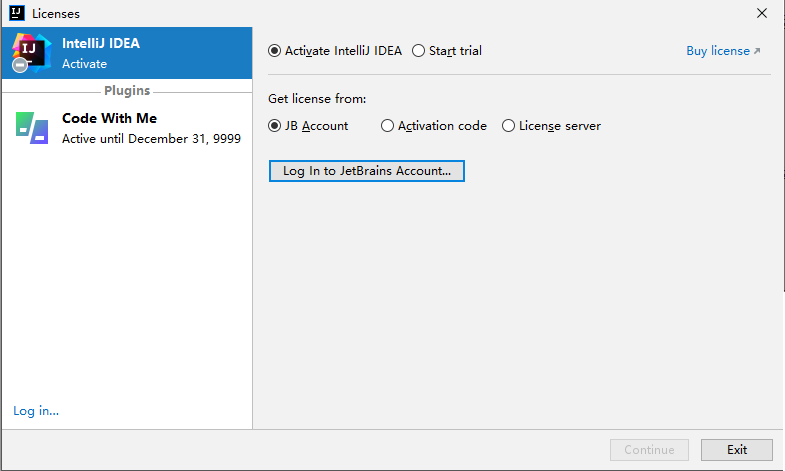 Licenses
IntelliJ IDEA
Activate
Plugins
Code With Me
Active until December 31, 9999
Log in...
Activate IntelliJ IDEA Start trial Buy license
Get license from:
JB Account Activation code License server
Log In to JetBrains Account...
Continue Exit